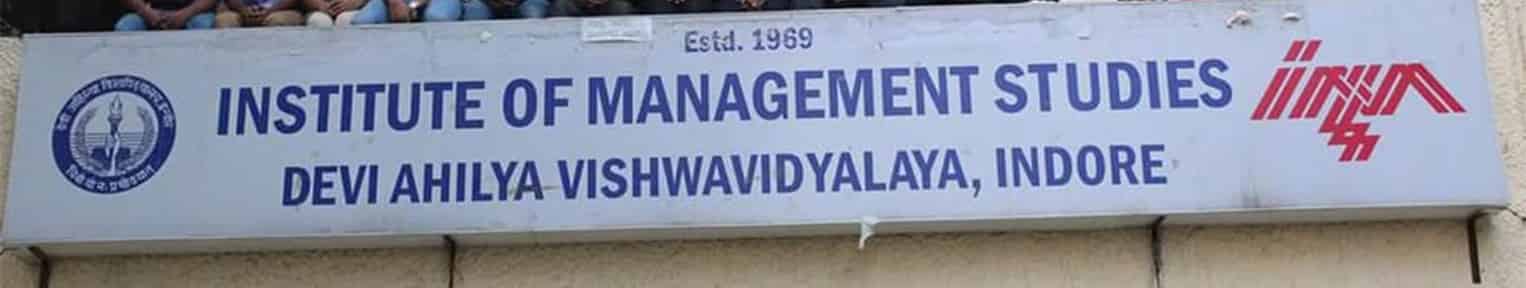 Estd. 1969
INSTITUTE OF MANAGEMENT STUDIES
DEVI AHILYA VISHWAVIDYALAYA, INDORE